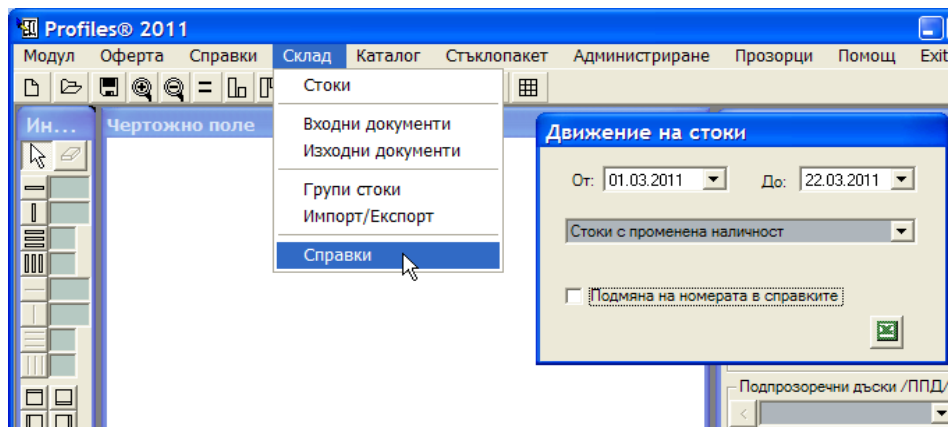 Profiles® 2011
Модул Оферта Справки Склад Каталог Стъклопакет Администриране Прозорци Помощ Exit
Стоки
Входни документи
Изходни документи
Групи стоки
Импорт/Експорт
Справки
Ин...
Чертожно поле
Движение на стоки
От: 01.03.2011 До: 22.03.2011
Стоки с променена наличност
Подмяна на номерата в справките
Подпрозоречни дъски /ППД/